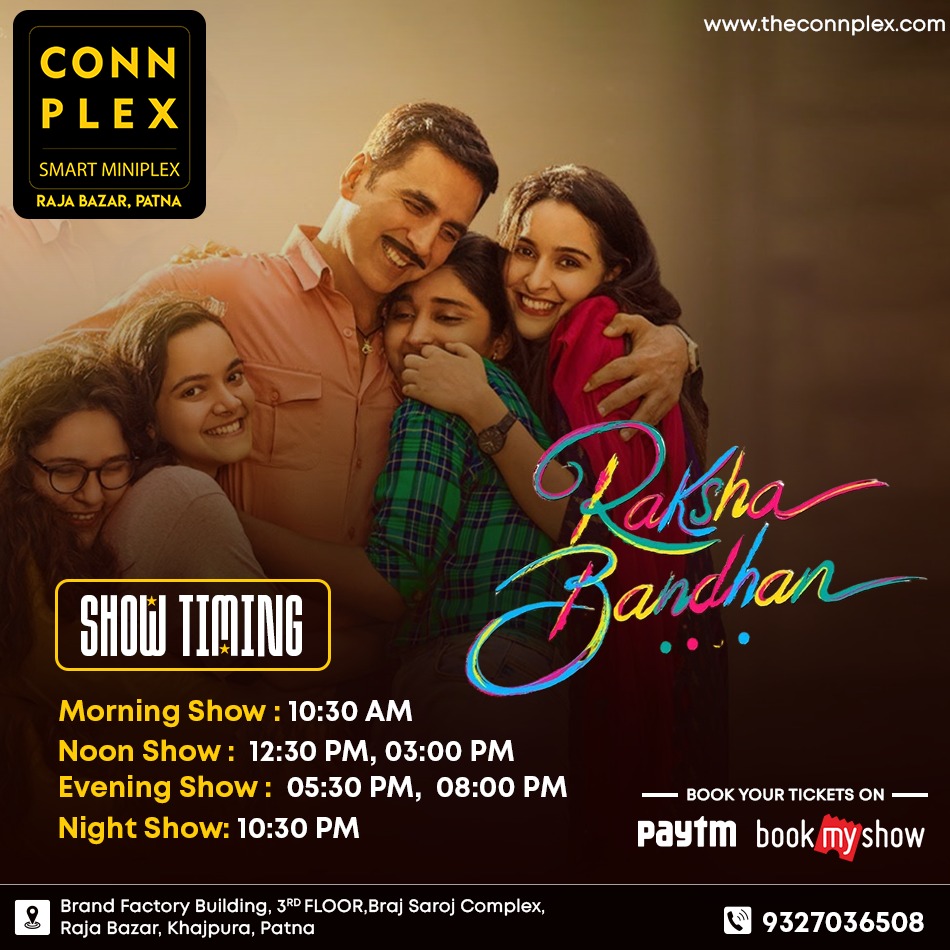 CONN
PLEX
SMART MINIPLEX
RAJA BAZAR, PATNA
www.theconnplex.com
Raksha
Bandhan
SHOW TIMING
Morning Show : 10:30 AM
Noon Show : 12:30 PM, 03:00 PM
Evening Show : 05:30 PM, 08:00 PM
Night Show: 10:30 PM
BOOK YOUR TICKETS ON
paytm bookmyshow
Brand Factory Building, 3RD FLOOR,Braj Saroj Complex,
Raja Bazar, Khajpura, Patna
9327036508